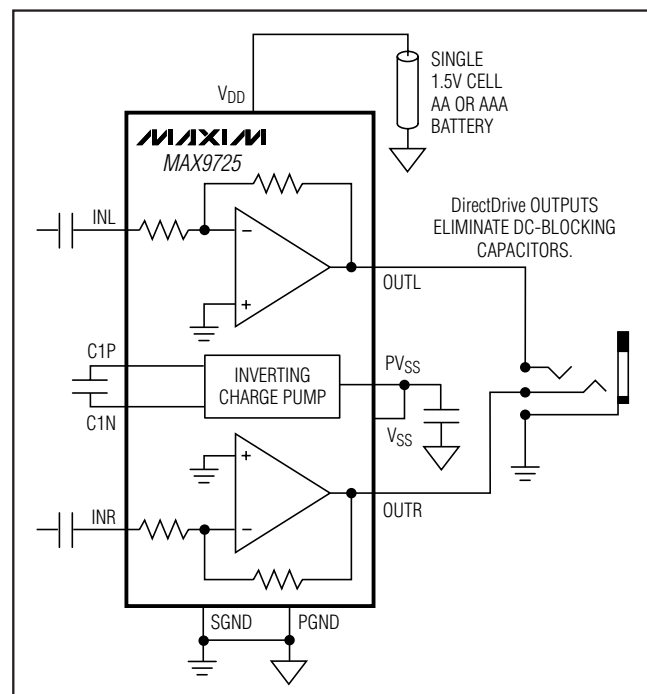 SINGLE
1.5V CELL
AA OR AAA
BATTERY
VDD
MAXIM
MAX9725
INL
−
+
OUTL
DirectDrive OUTPUTS
ELIMINATE DC-BLOCKING
CAPACITORS.
C1P
C1N
INVERTING
CHARGE PUMP
PVSS
VSS
+
−
INR
OUTR
SGND
PGND